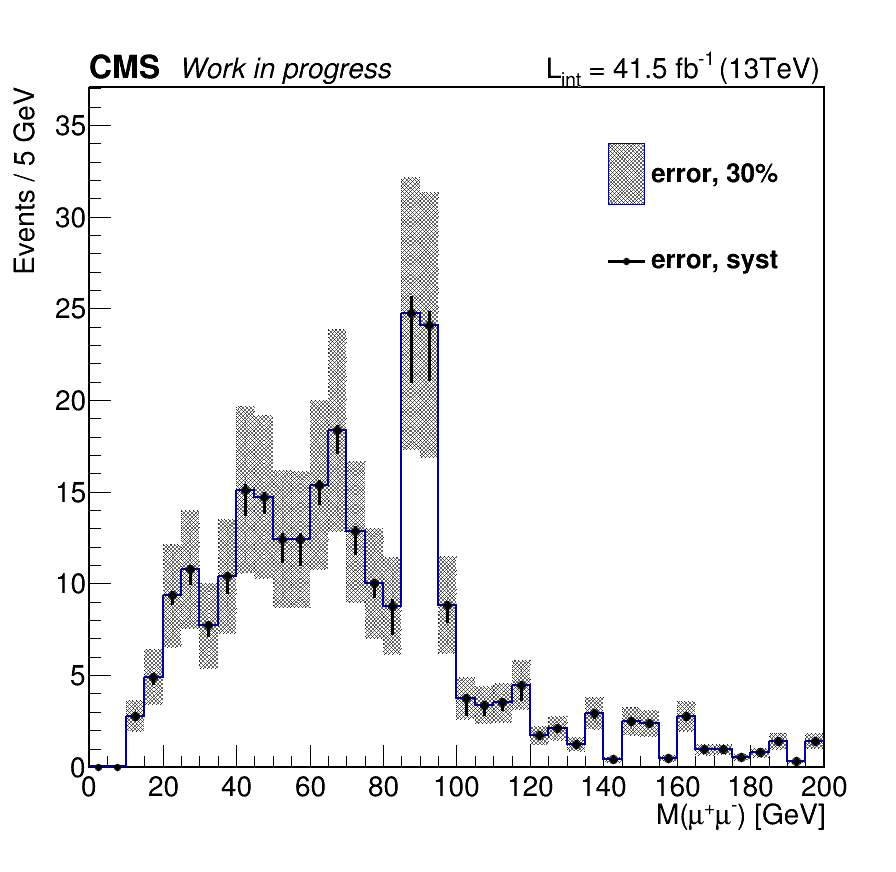 CMS Work in progress L_int = 41.5 fb^-1 (13TeV)
Events / 5 GeV
35
30
25
20
15
10
5
0
error, 30%
error, syst
0 20 40 60 80 100 120 140 160 180 200
M(μ⁺μ⁻) [GeV]